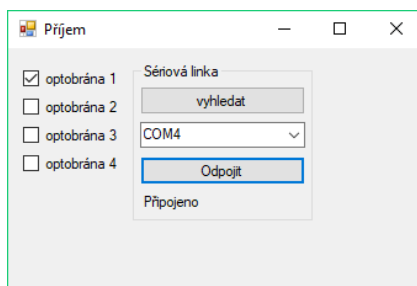 Příjem
optobrána 1
optobrána 2
optobrána 3
optobrána 4
Sériová linka
vyhledat
COM4
Odpojit
Připojeno